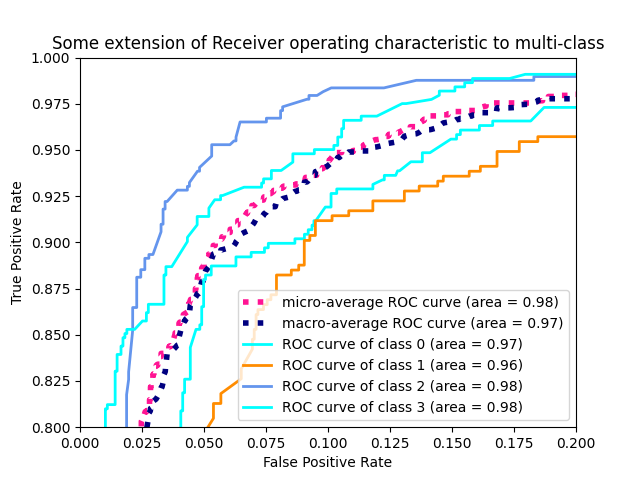 Some extension of Receiver operating characteristic to multi-class
1.000
0.975
0.950
0.925
0.900
0.875
0.850
0.825
0.800
True Positive Rate
micro-average ROC curve (area = 0.98)
macro-average ROC curve (area = 0.97)
ROC curve of class 0 (area = 0.97)
ROC curve of class 1 (area = 0.96)
ROC curve of class 2 (area = 0.98)
ROC curve of class 3 (area = 0.98)
0.000 0.025 0.050 0.075 0.100 0.125 0.150 0.175 0.200
False Positive Rate